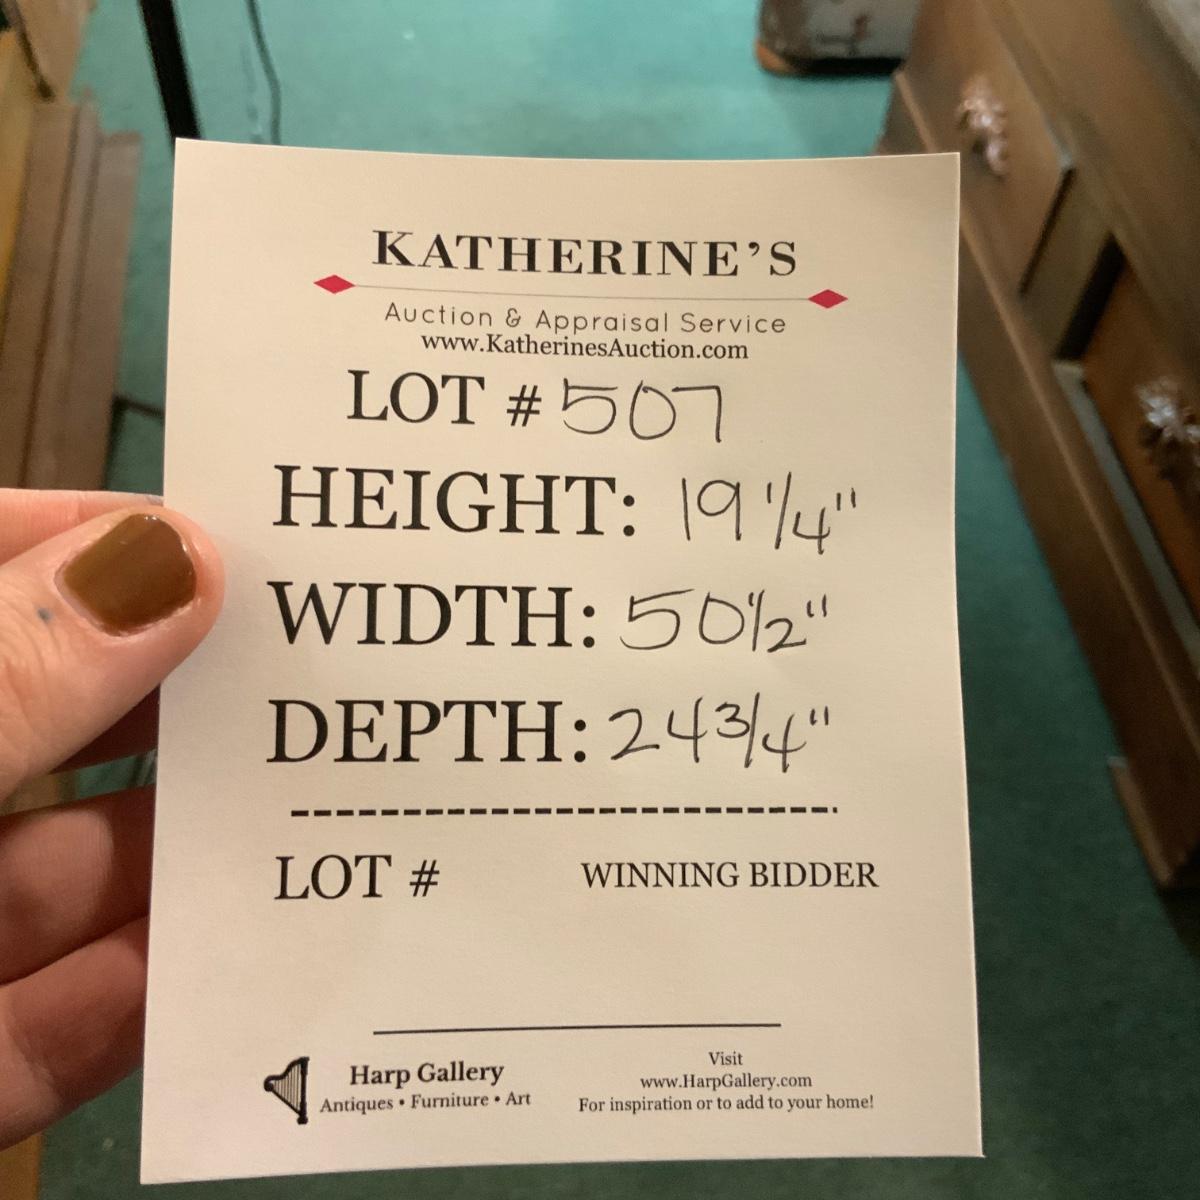 KATHERINE'S
Auction & Appraisal Service
www.KatherinesAuction.com
LOT # 507
HEIGHT: 19 1/4"
WIDTH: 50 1/2"
DEPTH: 24 3/4"
LOT # WINNING BIDDER
Harp Gallery
Antiques • Furniture • Art
Visit
www.HarpGallery.com
For inspiration or to add to your home!